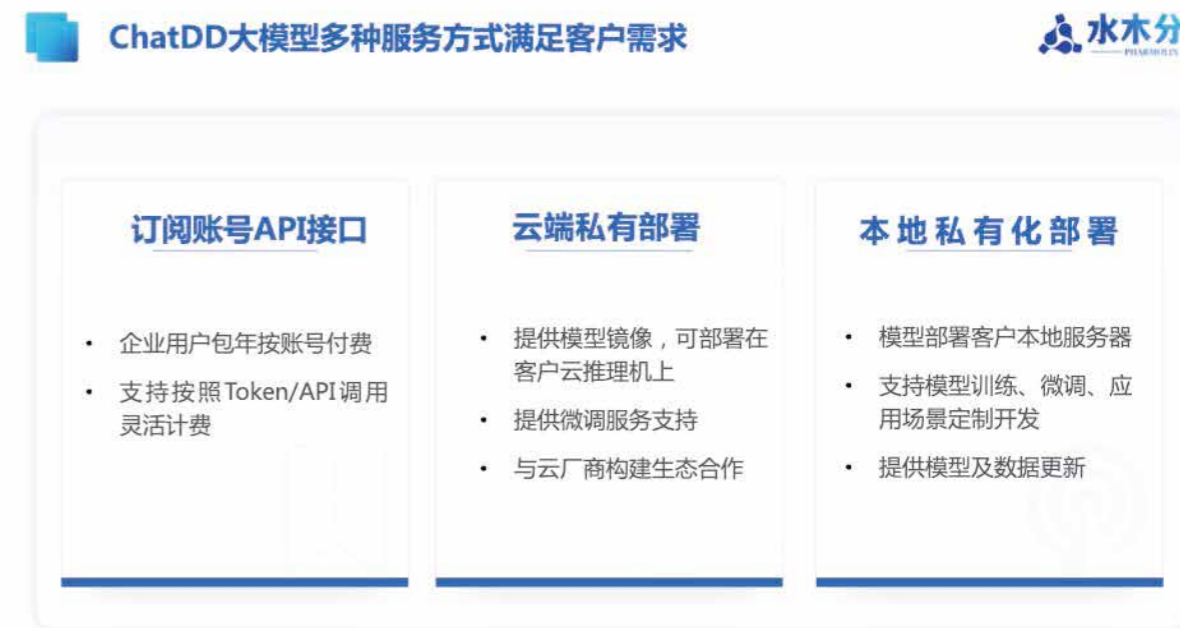 ChatDD大模型多种服务方式满足客户需求
水木分
订阅账号API接口
• 企业用户包年按账号付费
• 支持按照Token/API调用
灵活计费
云端私有部署
• 提供模型镜像，可部署在
客户云推理机上
• 提供微调服务支持
• 与云厂商构建生态合作
本地私有化部署
• 模型部署客户本地服务器
• 支持模型训练、微调、应
用场景定制开发
• 提供模型及数据更新